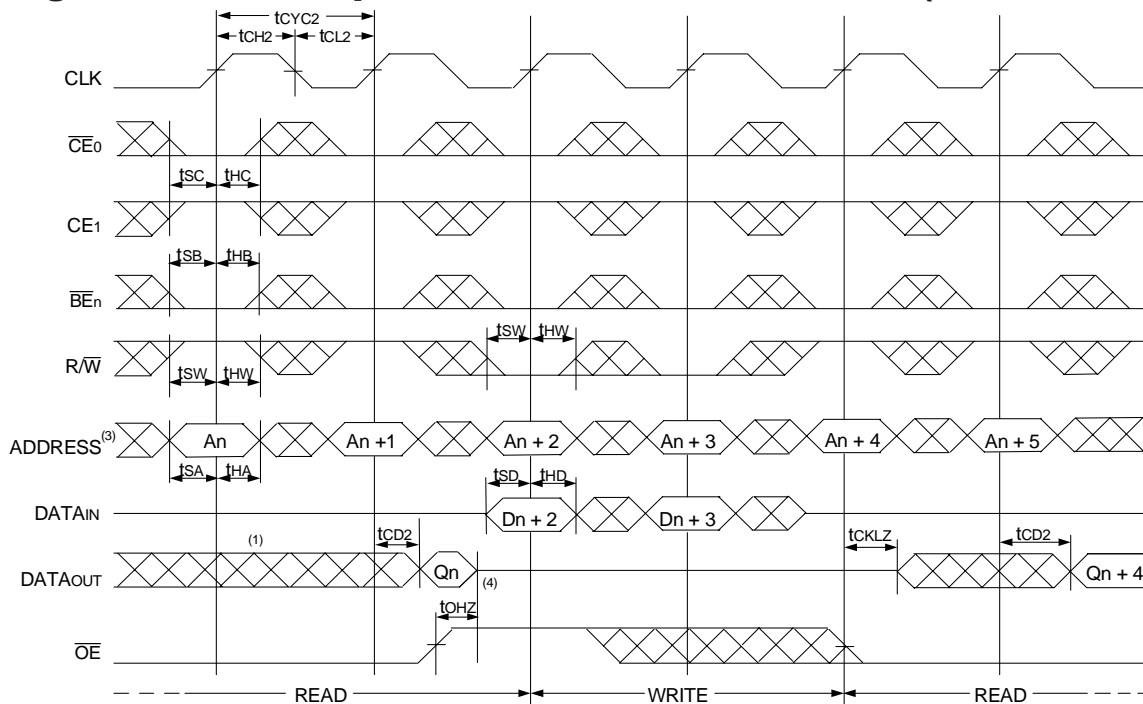 tCYC2
tCH2 tCL2
CLK
CE0
tSC tHC
CE1
tSB tHB
BEn
tSW tHW
R/W
tSW tHW
ADDRESS(3) An An +1 An + 2 An + 3 An + 4 An + 5
tSA tHA tSD tHD
DATAIN Dn + 2 Dn + 3
(1) tCD2 tCKLZ tCD2
DATAOUT Qn (4) Qn + 4
tOHZ
OE
READ WRITE READ